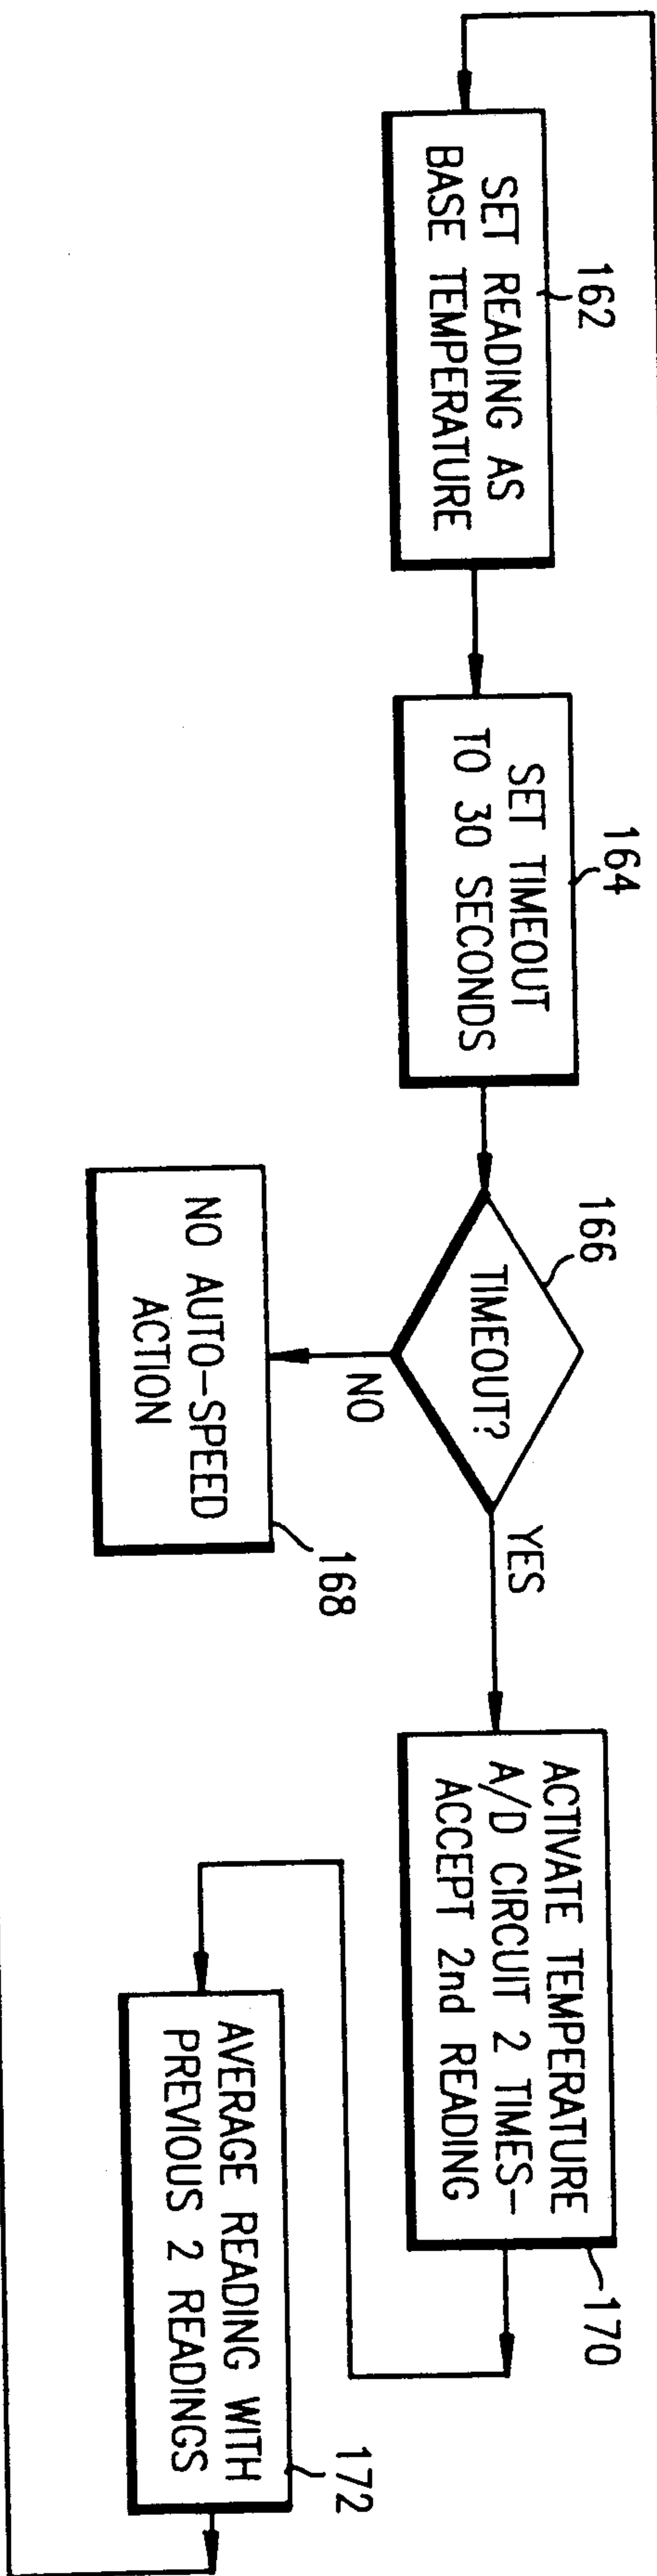 162
SET READING AS
BASE TEMPERATURE
164
SET TIMEOUT
TO 30 SECONDS
166
TIMEOUT?
YES
NO
NO AUTO-SPEED
ACTION
168
ACTIVATE TEMPERATURE
A/D CIRCUIT 2 TIMES-
ACCEPT 2nd READING
170
AVERAGE READING WITH
PREVIOUS 2 READINGS
172